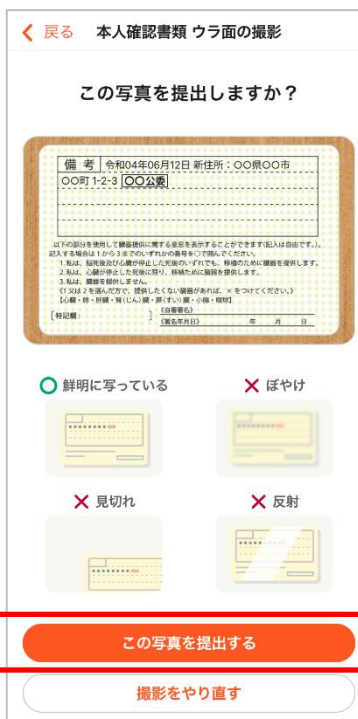 戻る 本人確認書類 ウラ面の撮影
この写真を提出しますか？
備 考 令和04年06月12日 新住所：〇〇県〇〇市
〇〇町 1-2-3 〇〇公委
以下の部分を使用して臓器提供に関する意思を表示することができます(記入は自由です。)。
記入する場合は1から3までのいずれかの番号を〇で囲んでください。
1.私は、脳死後及び心臓が停止した死後のいずれでも、移植のために臓器を提供します。
2.私は、心臓が停止した死後に限り、移植のために臓器を提供します。
3.私は、臓器を提供しません。
《1又は2を選んだ方で、提供したくない臓器があれば、×をつけてください。》
【心臓・肺・肝臓・腎(じん)臓・膵(すい)臓・小腸・眼球】
[特記欄： ] 《自筆署名》
《署名年月日》 年 月 日
鮮明に写っている
ぼやけ
見切れ
反射
この写真を提出する
撮影をやり直す